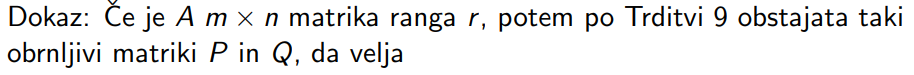 Dokaz: Če je A m × n matrika ranga r, potem po Trditvi 9 obstajata taki
obrnljivi matriki P in Q, da velja